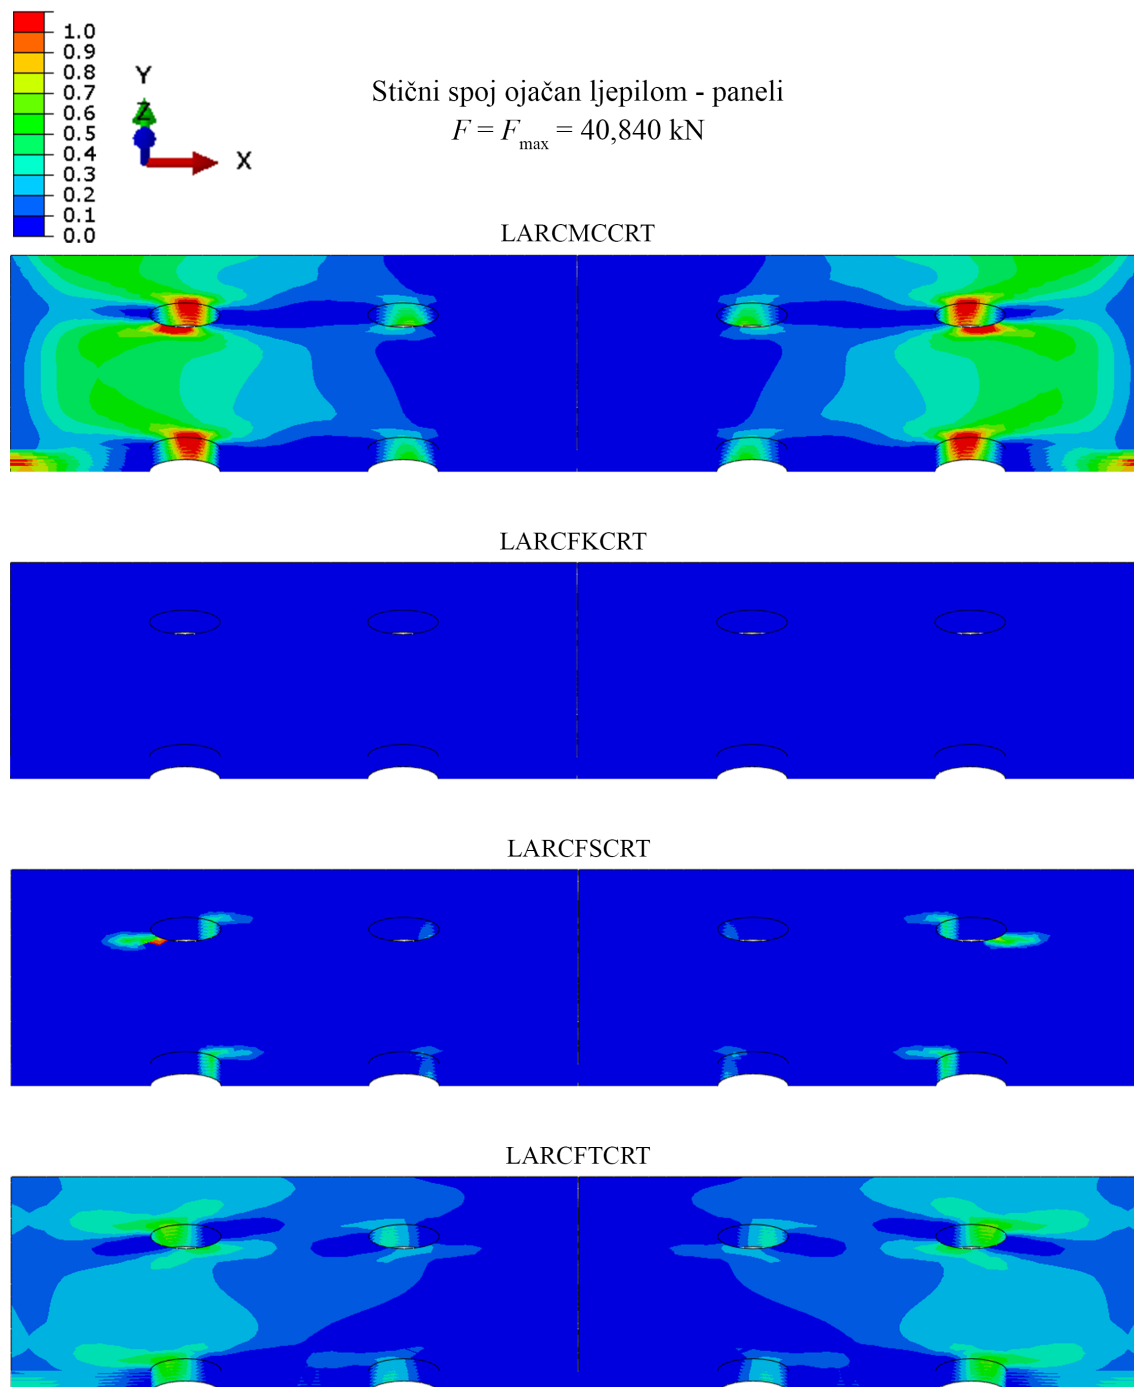 1.0
0.9
0.8
0.7
0.6
0.5
0.4
0.3
0.2
0.1
0.0
Y
Z
X
Stični spoj ojačan ljepilom - paneli
F = Fmax = 40,840 kN
LARCMCCRT
LARCFKCRT
LARCFSCRT
LARCFTCRT